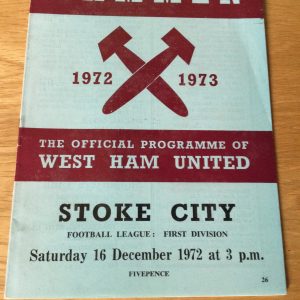 1972 1973
THE OFFICIAL PROGRAMME OF
WEST HAM UNITED
STOKE CITY
FOOTBALL LEAGUE: FIRST DIVISION
Saturday 16 December 1972 at 3 p.m.
FIVEPENCE
26